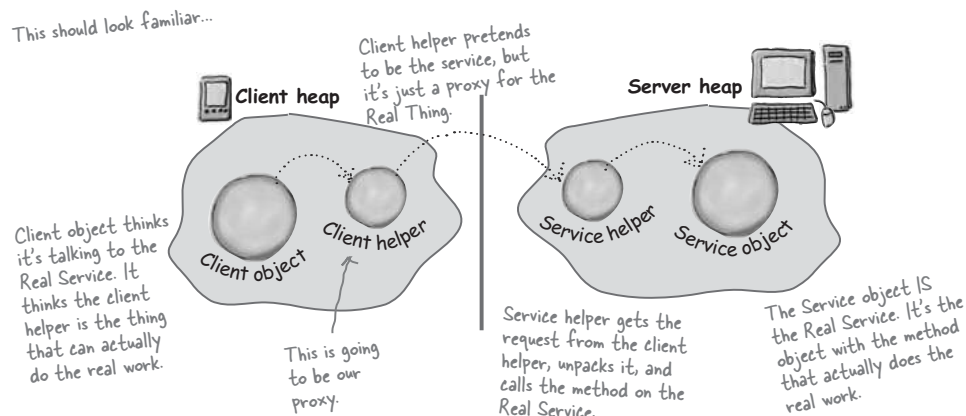 This should look familiar...
Client helper pretends
to be the service, but
it's just a proxy for the
Real Thing.
Client heap
Server heap
Client object
Client helper
Service helper
Service object
Client object thinks
it's talking to the
Real Service. It
thinks the client
helper is the thing
that can actually
do the real work.
This is going
to be our
proxy.
Service helper gets the
request from the client
helper, unpacks it, and
calls the method on the
Real Service.
The Service object IS
the Real Service. It's the
object with the method
that actually does the
real work.